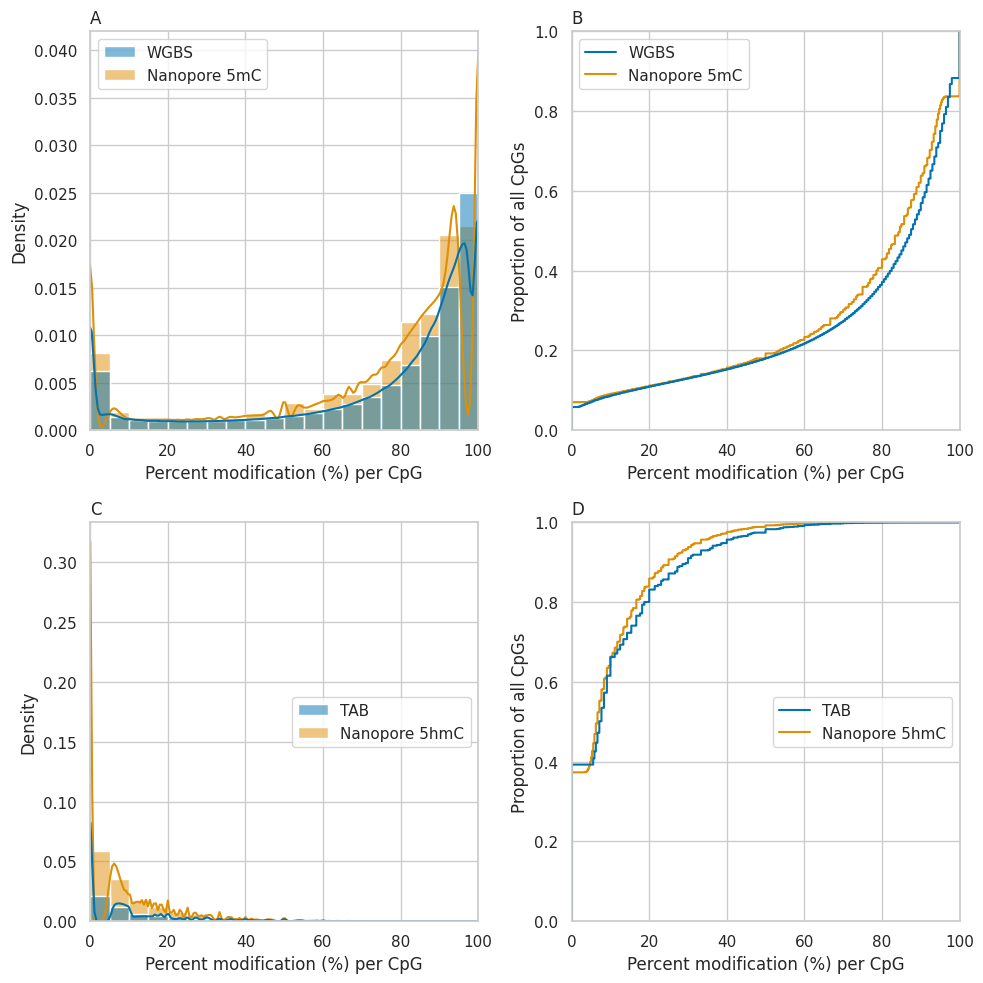 A
Density
0.040
0.035
0.030
0.025
0.020
0.015
0.010
0.005
0.000
WGBS
Nanopore 5mC
0 20 40 60 80 100
Percent modification (%) per CpG
B
Proportion of all CpGs
1.0
0.8
0.6
0.4
0.2
0.0
WGBS
Nanopore 5mC
0 20 40 60 80 100
Percent modification (%) per CpG
C
Density
0.30
0.25
0.20
0.15
0.10
0.05
0.00
TAB
Nanopore 5hmC
0 20 40 60 80 100
Percent modification (%) per CpG
D
Proportion of all CpGs
1.0
0.8
0.6
0.4
0.2
0.0
TAB
Nanopore 5hmC
0 20 40 60 80 100
Percent modification (%) per CpG